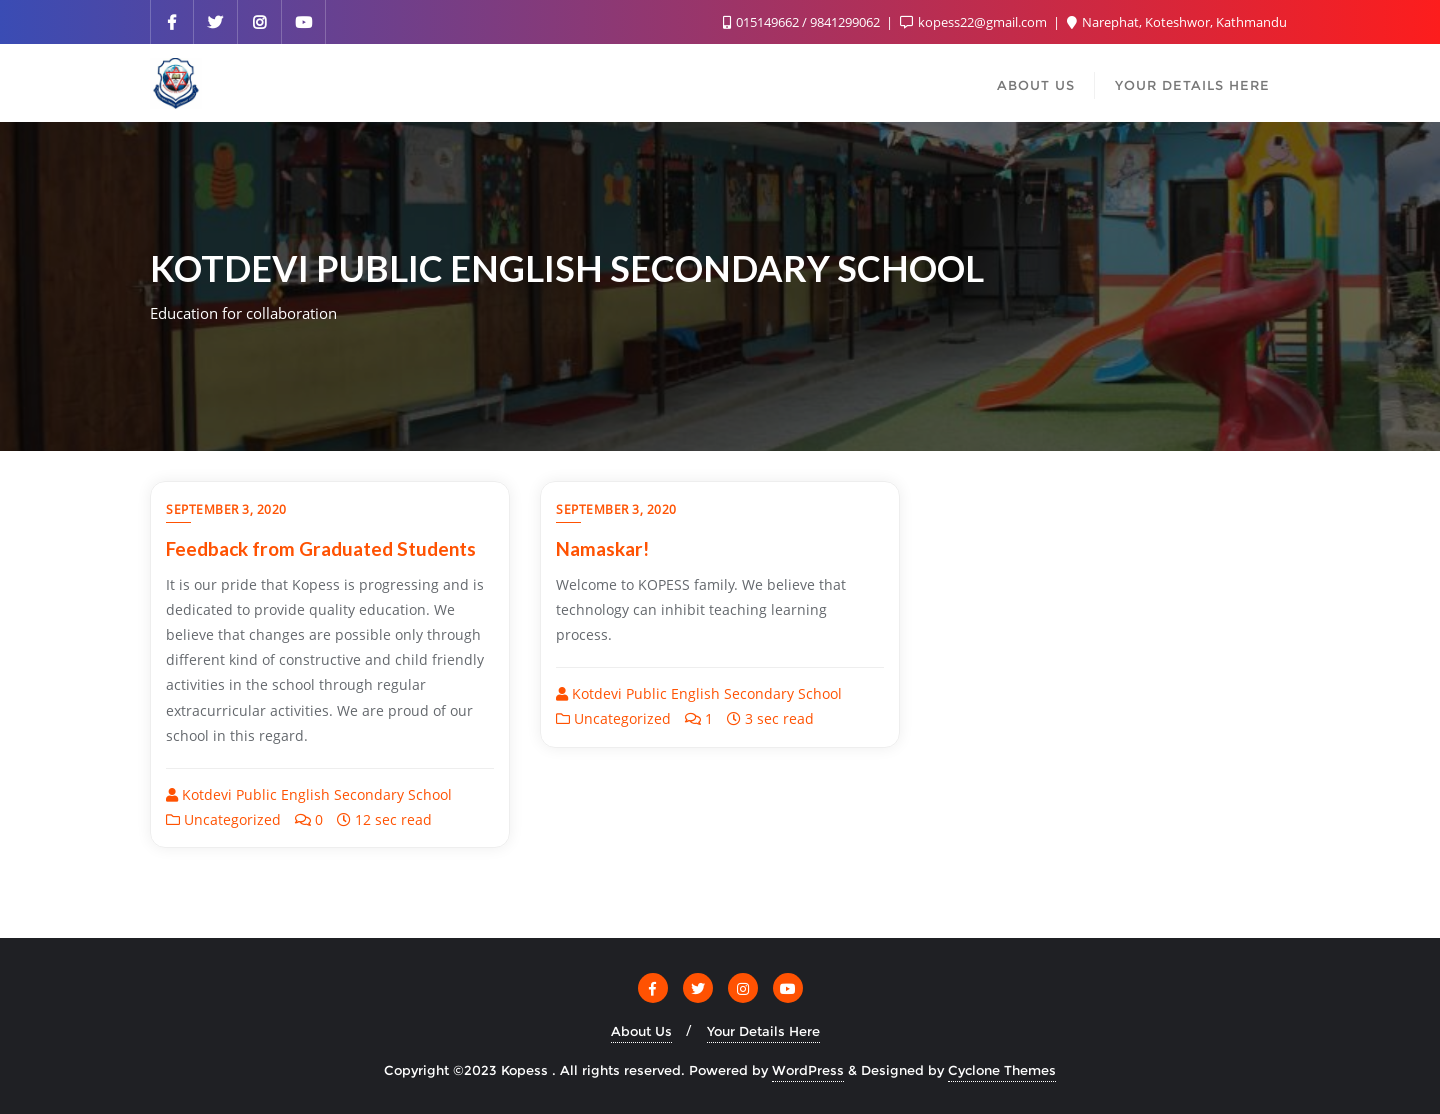 015149662 / 9841299062 | kopess22@gmail.com | Narephat, Koteshwor, Kathmandu
ABOUT US
YOUR DETAILS HERE
KOTDEVI PUBLIC ENGLISH SECONDARY SCHOOL
Education for collaboration
SEPTEMBER 3, 2020
Feedback from Graduated Students
It is our pride that Kopess is progressing and is
dedicated to provide quality education. We
believe that changes are possible only through
different kind of constructive and child friendly
activities in the school through regular
extracurricular activities. We are proud of our
school in this regard.
Kotdevi Public English Secondary School
Uncategorized 0 12 sec read
SEPTEMBER 3, 2020
Namaskar!
Welcome to KOPESS family. We believe that
technology can inhibit teaching learning
process.
Kotdevi Public English Secondary School
Uncategorized 1 3 sec read
About Us / Your Details Here
Copyright ©2023 Kopess . All rights reserved. Powered by WordPress & Designed by Cyclone Themes